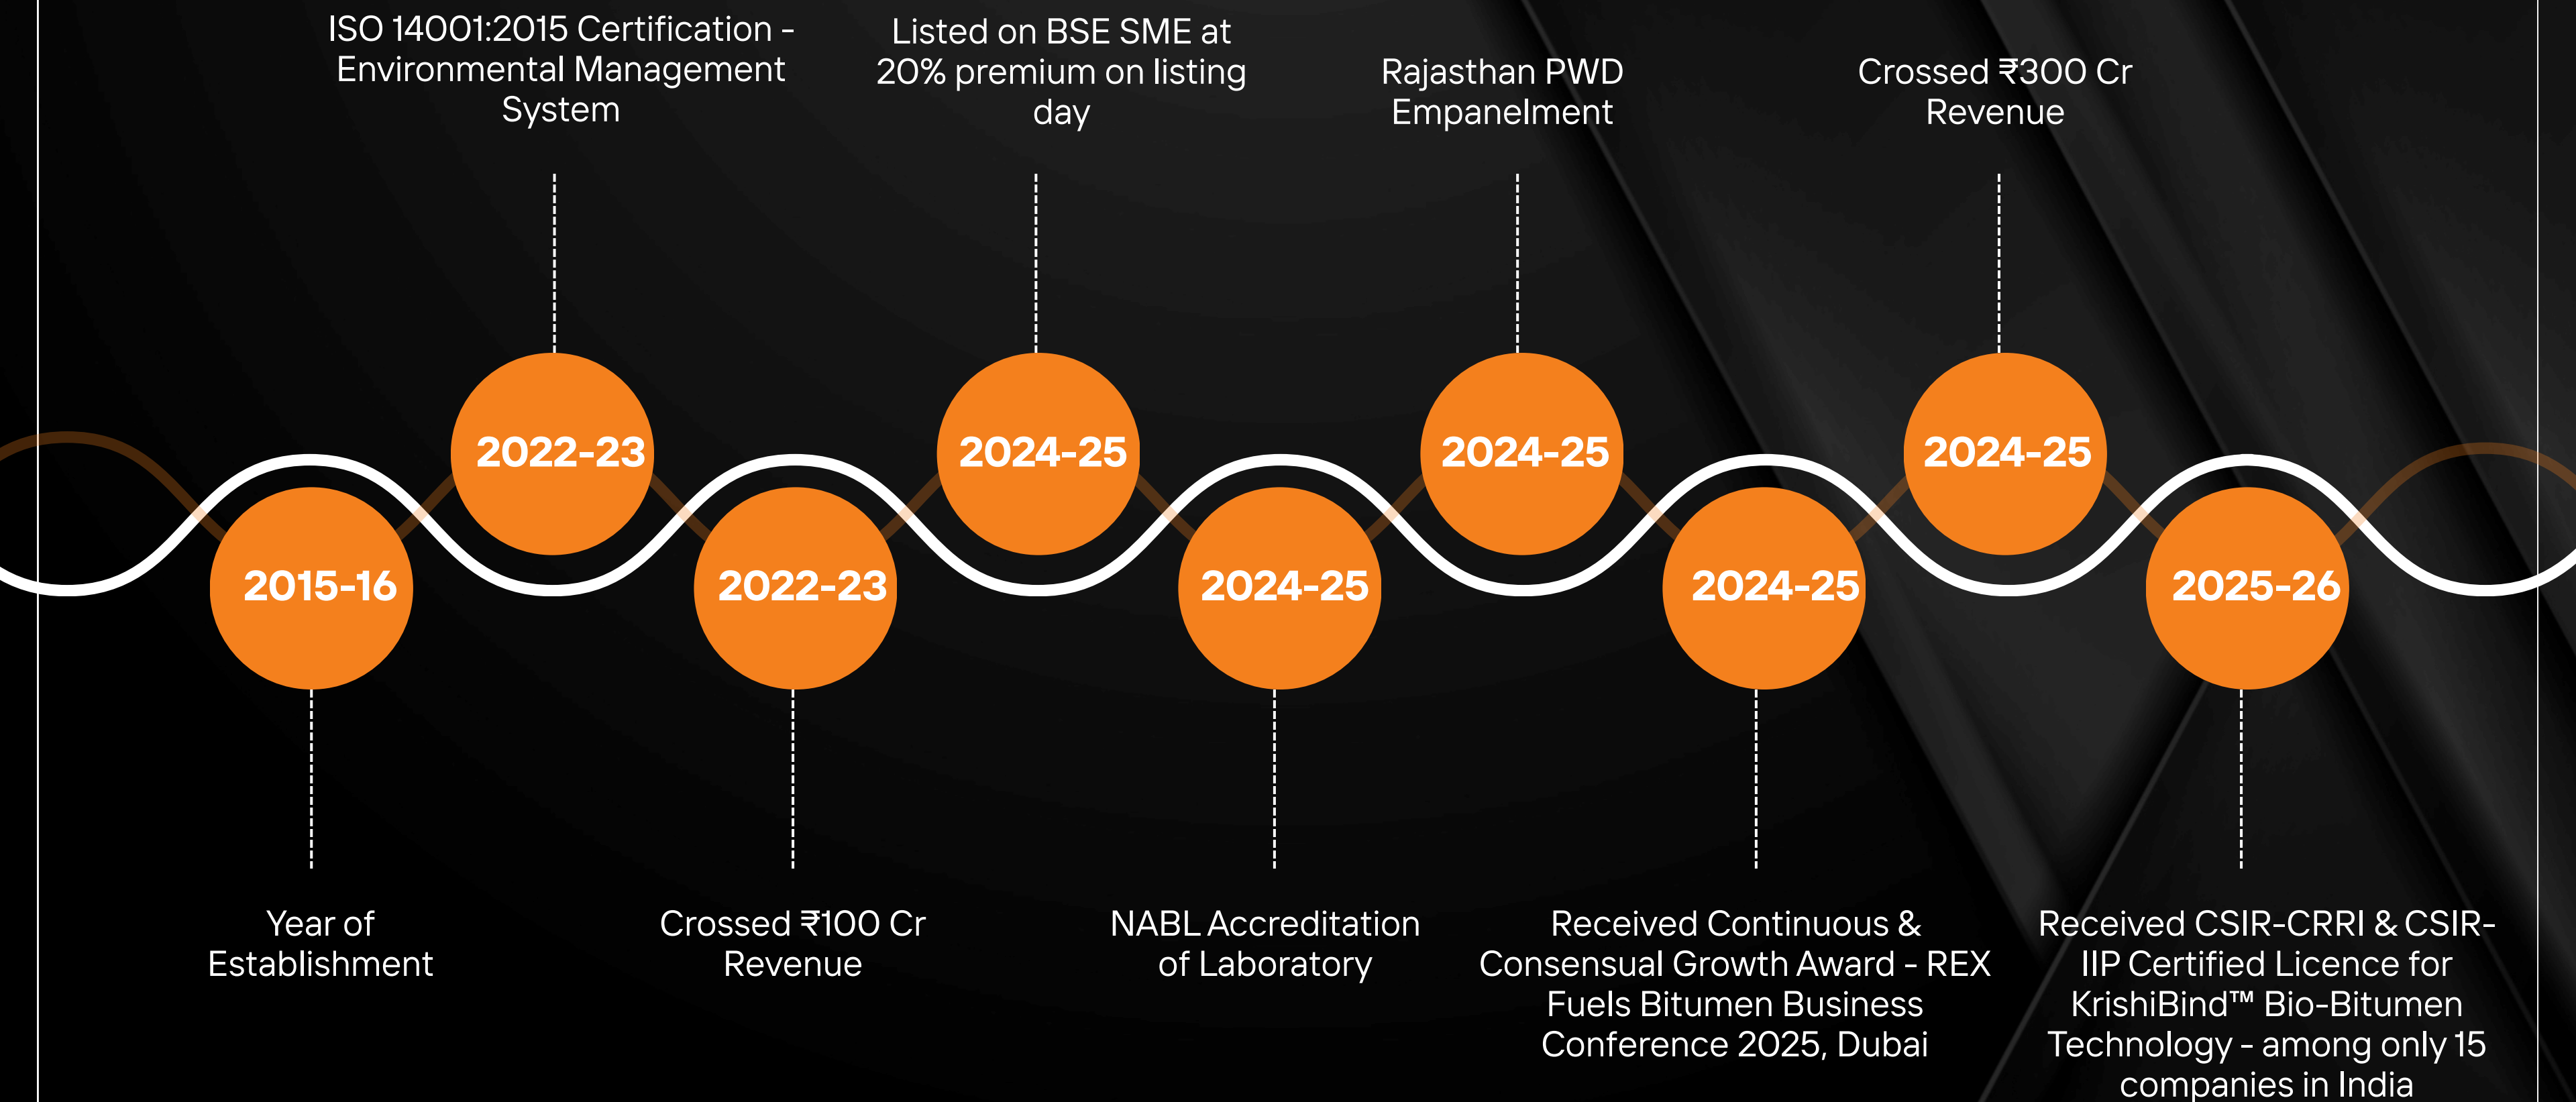 ISO 14001:2015 Certification -
Environmental Management
System
Listed on BSE SME at
20% premium on listing
day
Rajasthan PWD
Empanelment
Crossed ₹300 Cr
Revenue
2015-16
2022-23
2022-23
2024-25
2024-25
2024-25
2024-25
2024-25
2025-26
Year of
Establishment
Crossed ₹100 Cr
Revenue
NABL Accreditation
of Laboratory
Received Continuous &
Consensual Growth Award - REX
Fuels Bitumen Business
Conference 2025, Dubai
Received CSIR-CRRI & CSIR-
IIP Certified Licence for
KrishiBind™ Bio-Bitumen
Technology - among only 15
companies in India